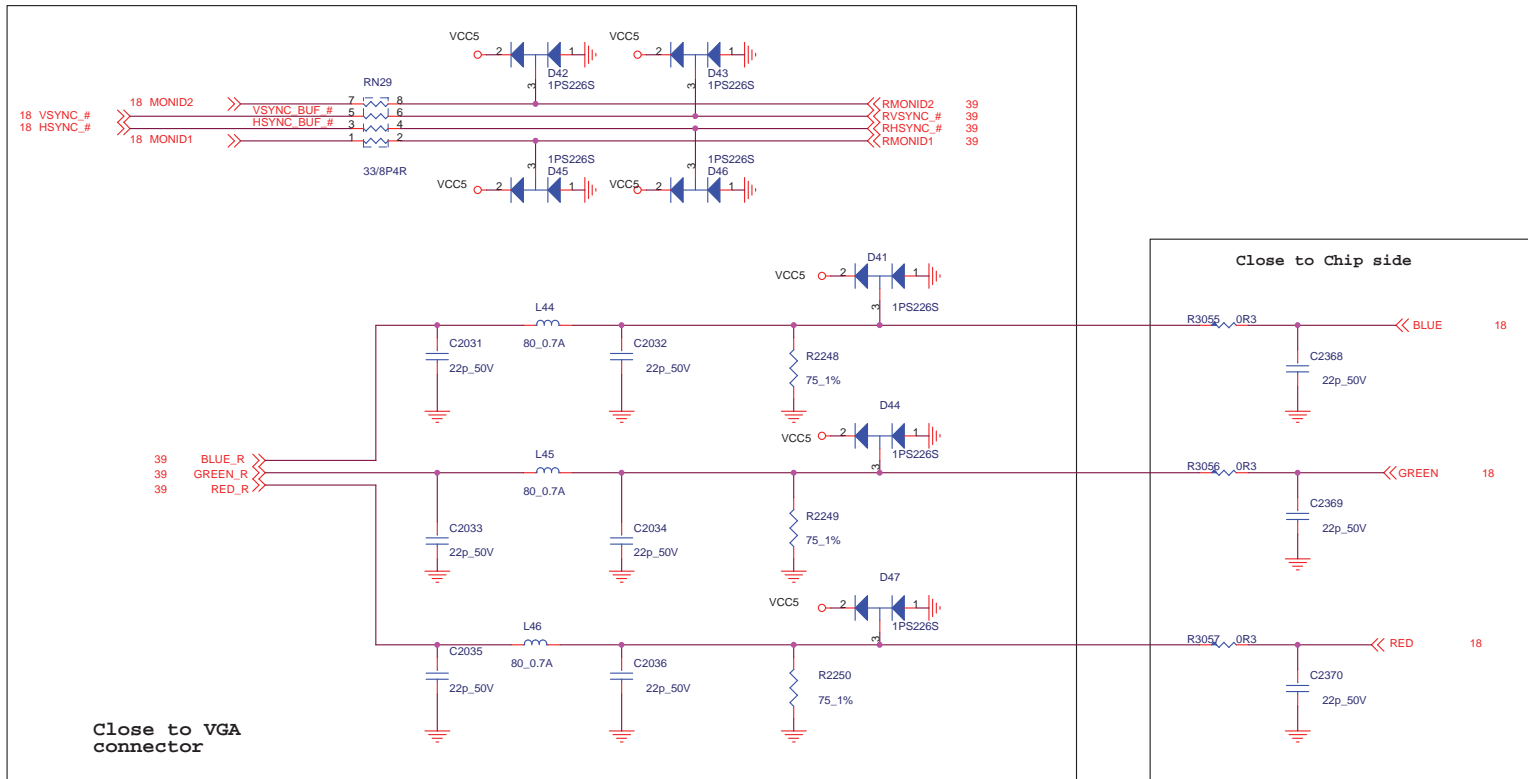 VCC5
2
1
D42
1PS226S
3
VCC5
2
1
D43
1PS226S
3
RN29
18 MONID2
7
8
RMONID2 39
18 VSYNC_#
VSYNC_BUF_#
5
6
RVSYNC_# 39
18 HSYNC_#
HSYNC_BUF_#
3
4
RHSYNC_# 39
18 MONID1
1
2
RMONID1 39
33/8P4R
3
1PS226S
D45
VCC5
2
1
3
1PS226S
D46
VCC5
2
1
D41
VCC5
2
1
3
1PS226S
Close to Chip side
L44
80_0.7A
C2031
22p_50V
C2032
22p_50V
R2248
75_1%
R3055
0R3
BLUE 18
C2368
22p_50V
D44
VCC5
2
1
3
1PS226S
39 BLUE_R
39 GREEN_R
39 RED_R
L45
80_0.7A
R3056
0R3
GREEN 18
C2033
22p_50V
C2034
22p_50V
R2249
75_1%
C2369
22p_50V
D47
VCC5
2
1
3
1PS226S
L46
80_0.7A
R3057
0R3
RED 18
C2035
22p_50V
C2036
22p_50V
R2250
75_1%
C2370
22p_50V
Close to VGA
connector